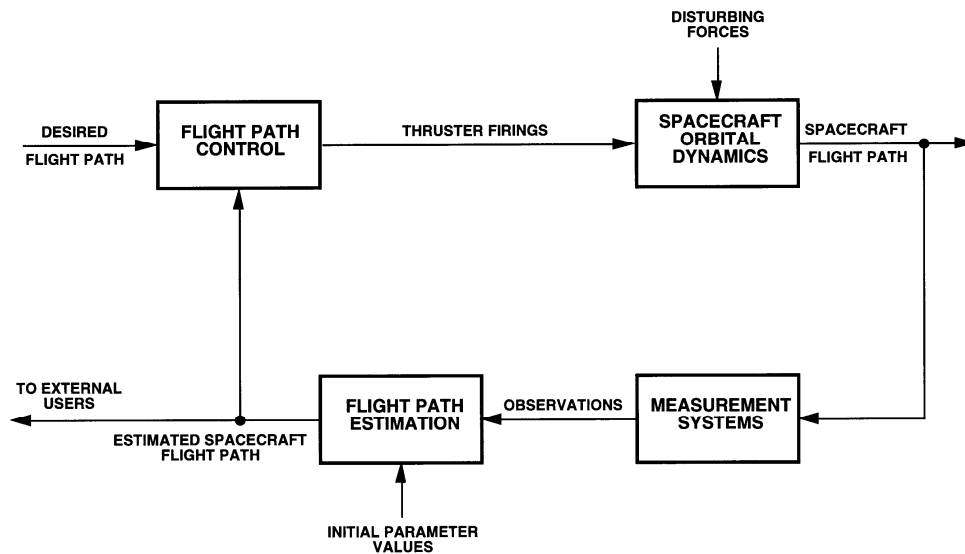 DISTURBING
FORCES
DESIRED
FLIGHT PATH
FLIGHT PATH
CONTROL
THRUSTER FIRINGS
SPACECRAFT
ORBITAL
DYNAMICS
SPACECRAFT
FLIGHT PATH
TO EXTERNAL
USERS
ESTIMATED SPACECRAFT
FLIGHT PATH
FLIGHT PATH
ESTIMATION
OBSERVATIONS
MEASUREMENT
SYSTEMS
INITIAL PARAMETER
VALUES